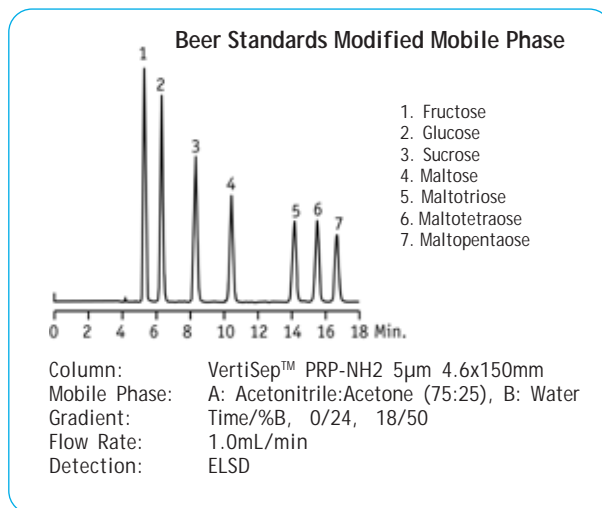 Beer Standards Modified Mobile Phase
1
2
3
4
5
6
7
1. Fructose
2. Glucose
3. Sucrose
4. Maltose
5. Maltotriose
6. Maltotetraose
7. Maltopentaose
0 2 4 6 8 10 12 14 16 18 Min.
Column: VertiSep™ PRP-NH2 5µm 4.6x150mm
Mobile Phase: A: Acetonitrile:Acetone (75:25), B: Water
Gradient: Time/%B, 0/24, 18/50
Flow Rate: 1.0mL/min
Detection: ELSD